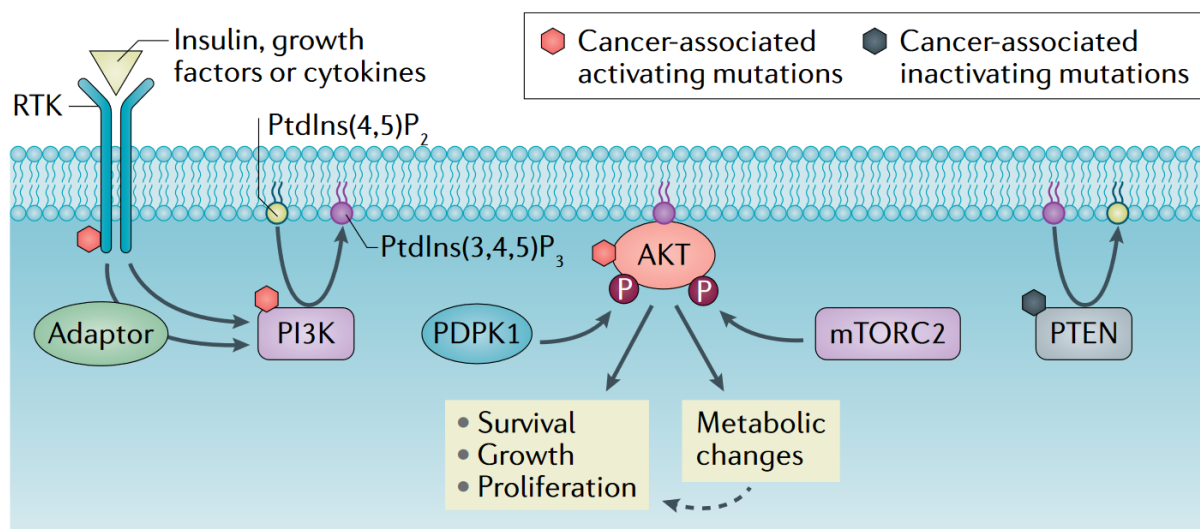 Insulin, growth
factors or cytokines
RTK
PtdIns(4,5)P2
Cancer-associated
activating mutations
Cancer-associated
inactivating mutations
PtdIns(3,4,5)P3
AKT
P
P
Adaptor
PI3K
PDPK1
mTORC2
PTEN
• Survival
• Growth
• Proliferation
Metabolic
changes